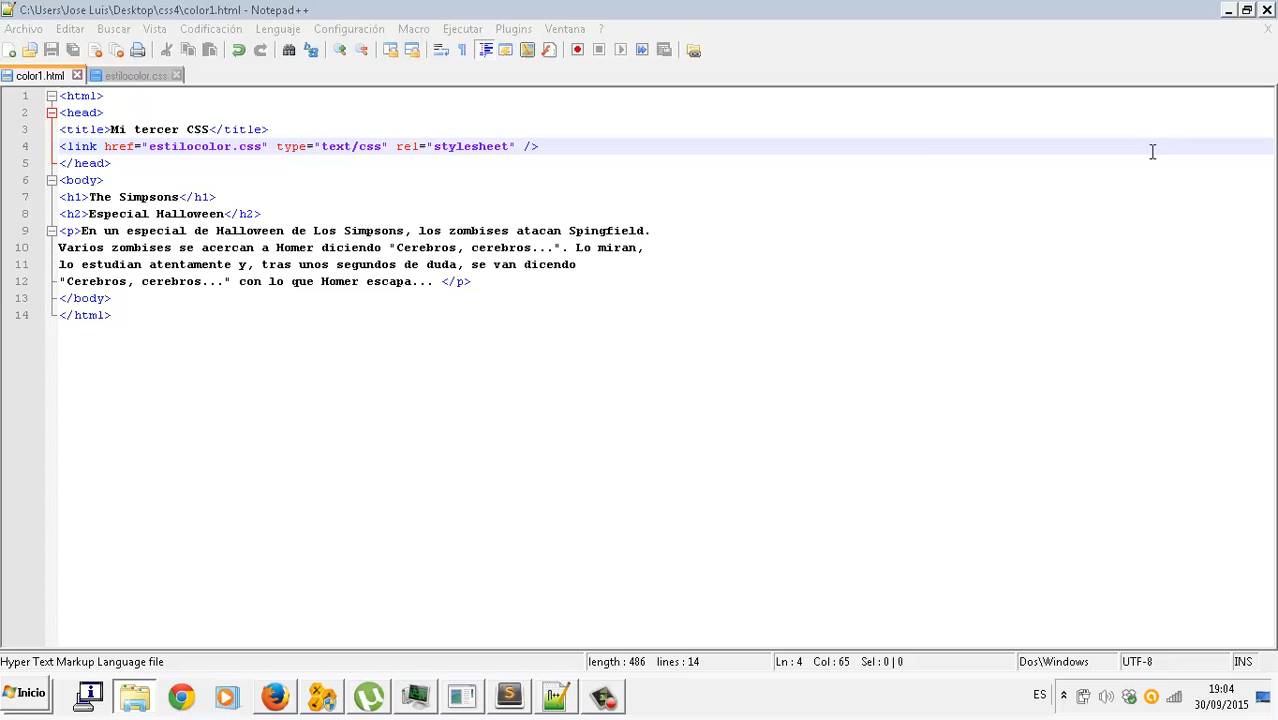 C:\Users\Jose Luis\Desktop\css4\color1.html - Notepad++
Archivo Editar Buscar Vista Codificación Lenguaje Configuración Macro Ejecutar Plugins Ventana ? X
color1.html estilocolor.css
1 <html>
2 <head>
3 <title>Mi tercer CSS</title>
4 <link href="estilocolor.css" type="text/css" rel="stylesheet" />
5 </head>
6 <body>
7 <h1>The Simpsons</h1>
8 <h2>Especial Halloween</h2>
9 <p>En un especial de Halloween de Los Simpsons, los zombises atacan Spingfield.
10 Varios zombises se acercan a Homer diciendo "Cerebros, cerebros...". Lo miran,
11 lo estudian atentamente y, tras unos segundos de duda, se van dicendo
12 "Cerebros, cerebros..." con lo que Homer escapa... </p>
13 </body>
14 </html>
Hyper Text Markup Language file length : 486 lines : 14 Ln : 4 Col : 65 Sel : 0 | 0 Dos\Windows UTF-8 INS
Inicio ES 19:04
30/09/2015